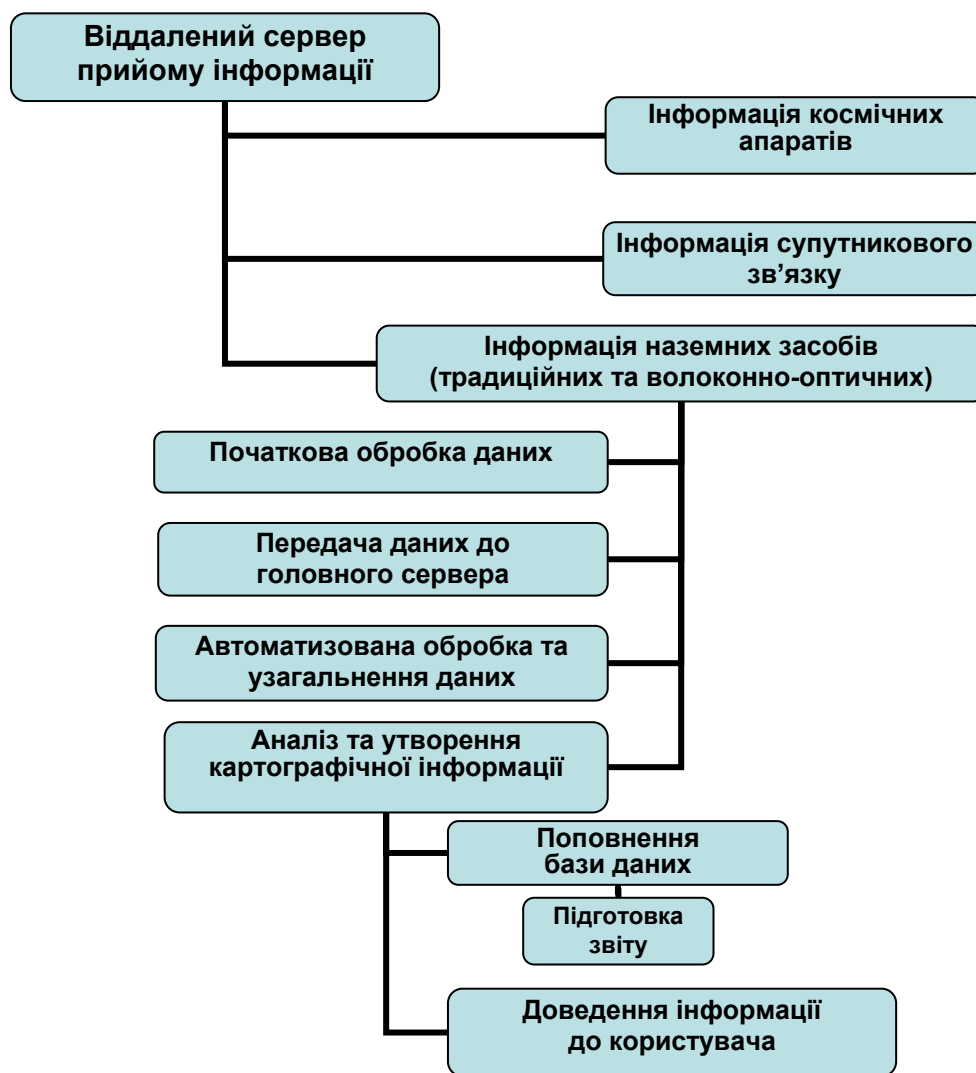 Віддалений сервер
прийому інформації
Інформація космічних
апаратів
Інформація супутникового
зв’язку
Інформація наземних засобів
(традиційних та волоконно-оптичних)
Початкова обробка даних
Передача даних до
головного сервера
Автоматизована обробка та
узагальнення даних
Аналіз та утворення
картографічної інформації
Поповнення
бази даних
Підготовка
звіту
Доведення інформації
до користувача